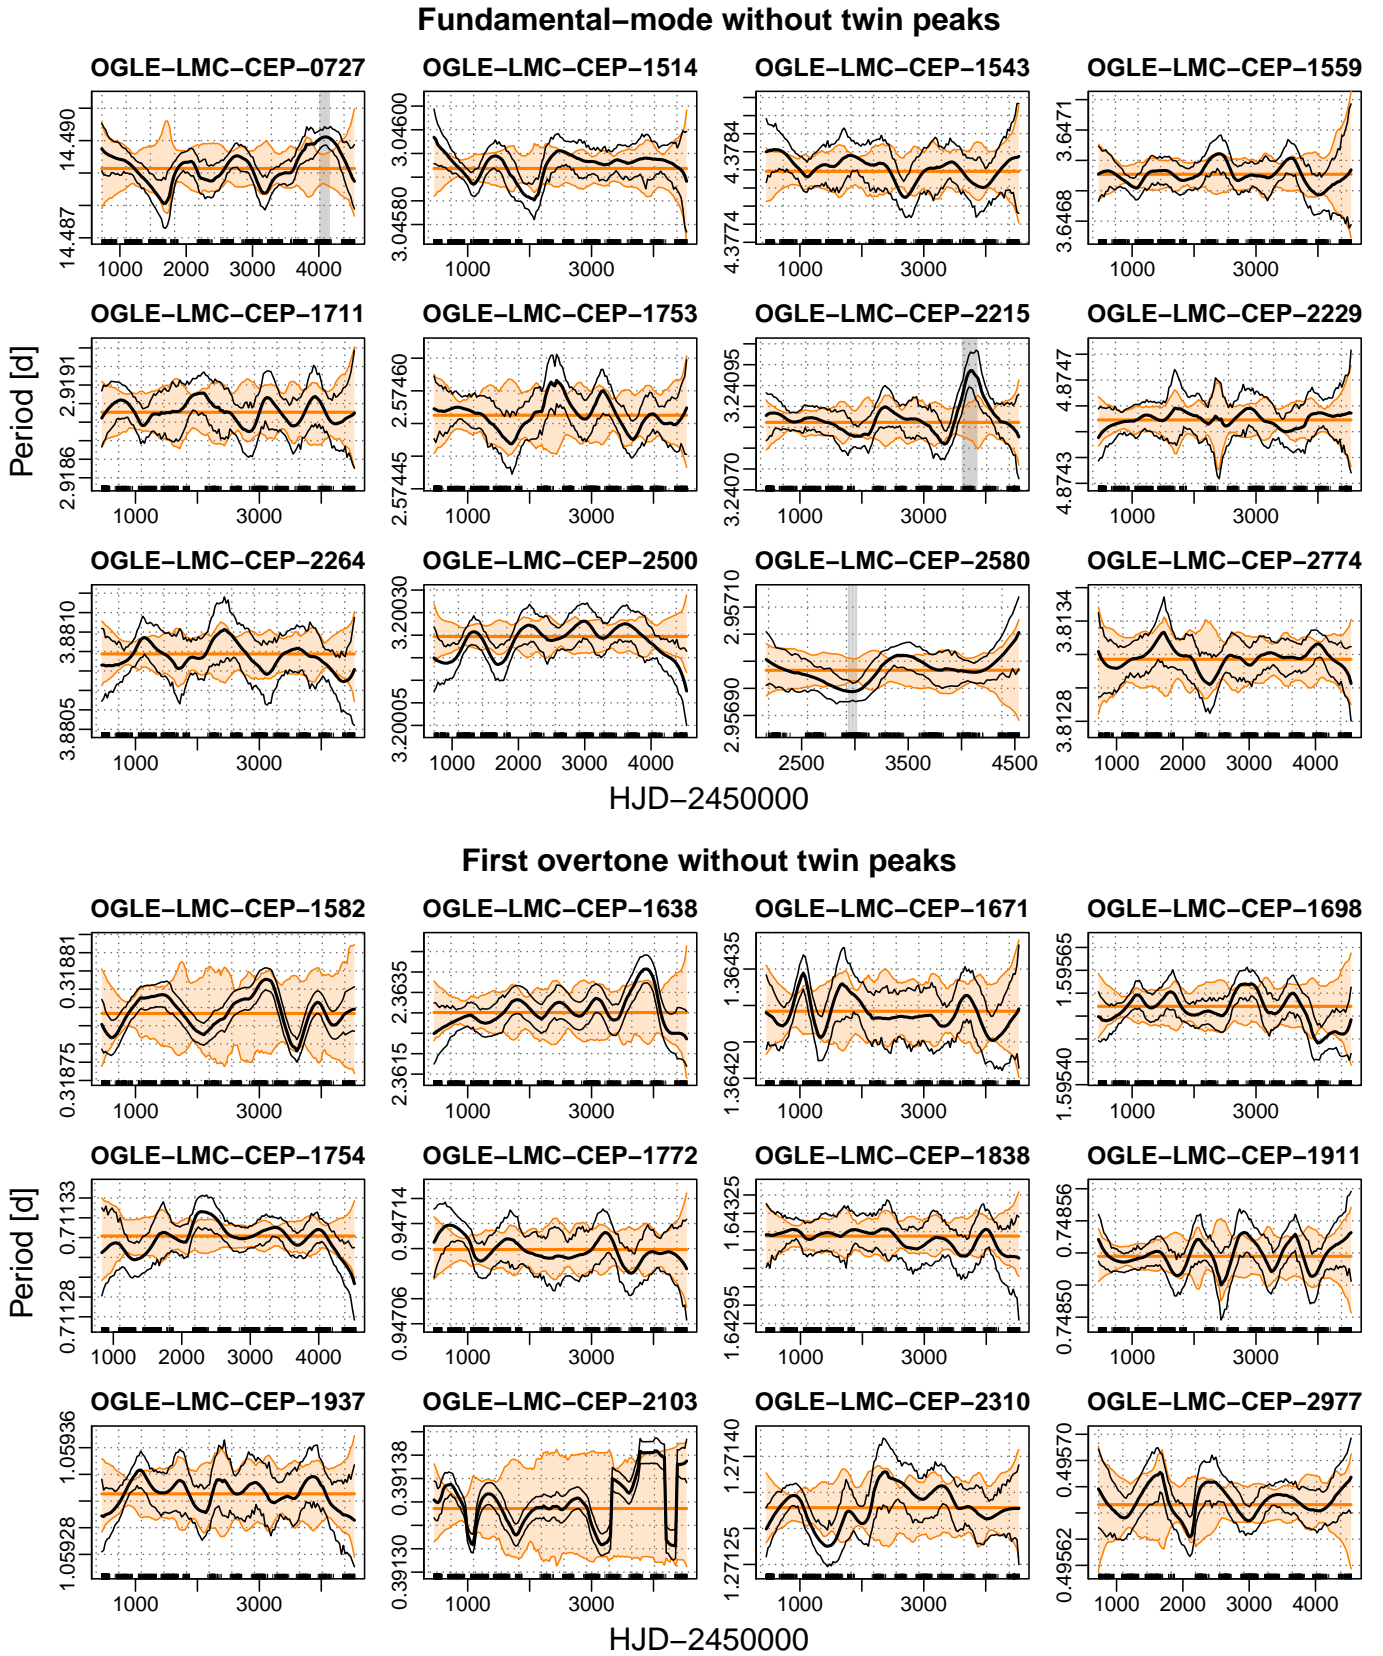 Fundamental−mode without twin peaks
OGLE−LMC−CEP−0727 OGLE−LMC−CEP−1514 OGLE−LMC−CEP−1543 OGLE−LMC−CEP−1559
14.487 14.490 3.04580 3.04600 4.3774 4.3784 3.6468 3.6471
1000 2000 3000 4000 1000 3000 1000 3000 1000 3000
OGLE−LMC−CEP−1711 OGLE−LMC−CEP−1753 OGLE−LMC−CEP−2215 OGLE−LMC−CEP−2229
2.9186 2.9191 2.57445 2.57460 3.24070 3.24095 4.8743 4.8747
1000 3000 1000 3000 1000 3000 1000 3000
OGLE−LMC−CEP−2264 OGLE−LMC−CEP−2500 OGLE−LMC−CEP−2580 OGLE−LMC−CEP−2774
3.8805 3.8810 3.20005 3.20030 2.95690 2.95710 3.8128 3.8134
1000 3000 1000 2000 3000 4000 2500 3500 4500 1000 2000 3000 4000
Period [d]
HJD−2450000
First overtone without twin peaks
OGLE−LMC−CEP−1582 OGLE−LMC−CEP−1638 OGLE−LMC−CEP−1671 OGLE−LMC−CEP−1698
0.31875 0.31881 2.3615 2.3635 1.36420 1.36435 1.59540 1.59565
1000 3000 1000 3000 1000 3000 1000 3000
OGLE−LMC−CEP−1754 OGLE−LMC−CEP−1772 OGLE−LMC−CEP−1838 OGLE−LMC−CEP−1911
0.71128 0.71133 0.94706 0.94714 1.64295 1.64325 0.74850 0.74856
1000 2000 3000 4000 1000 3000 1000 3000 1000 3000
OGLE−LMC−CEP−1937 OGLE−LMC−CEP−2103 OGLE−LMC−CEP−2310 OGLE−LMC−CEP−2977
1.05928 1.05936 0.39130 0.39138 1.27125 1.27140 0.49562 0.49570
1000 3000 1000 3000 1000 3000 1000 2000 3000 4000
Period [d]
HJD−2450000